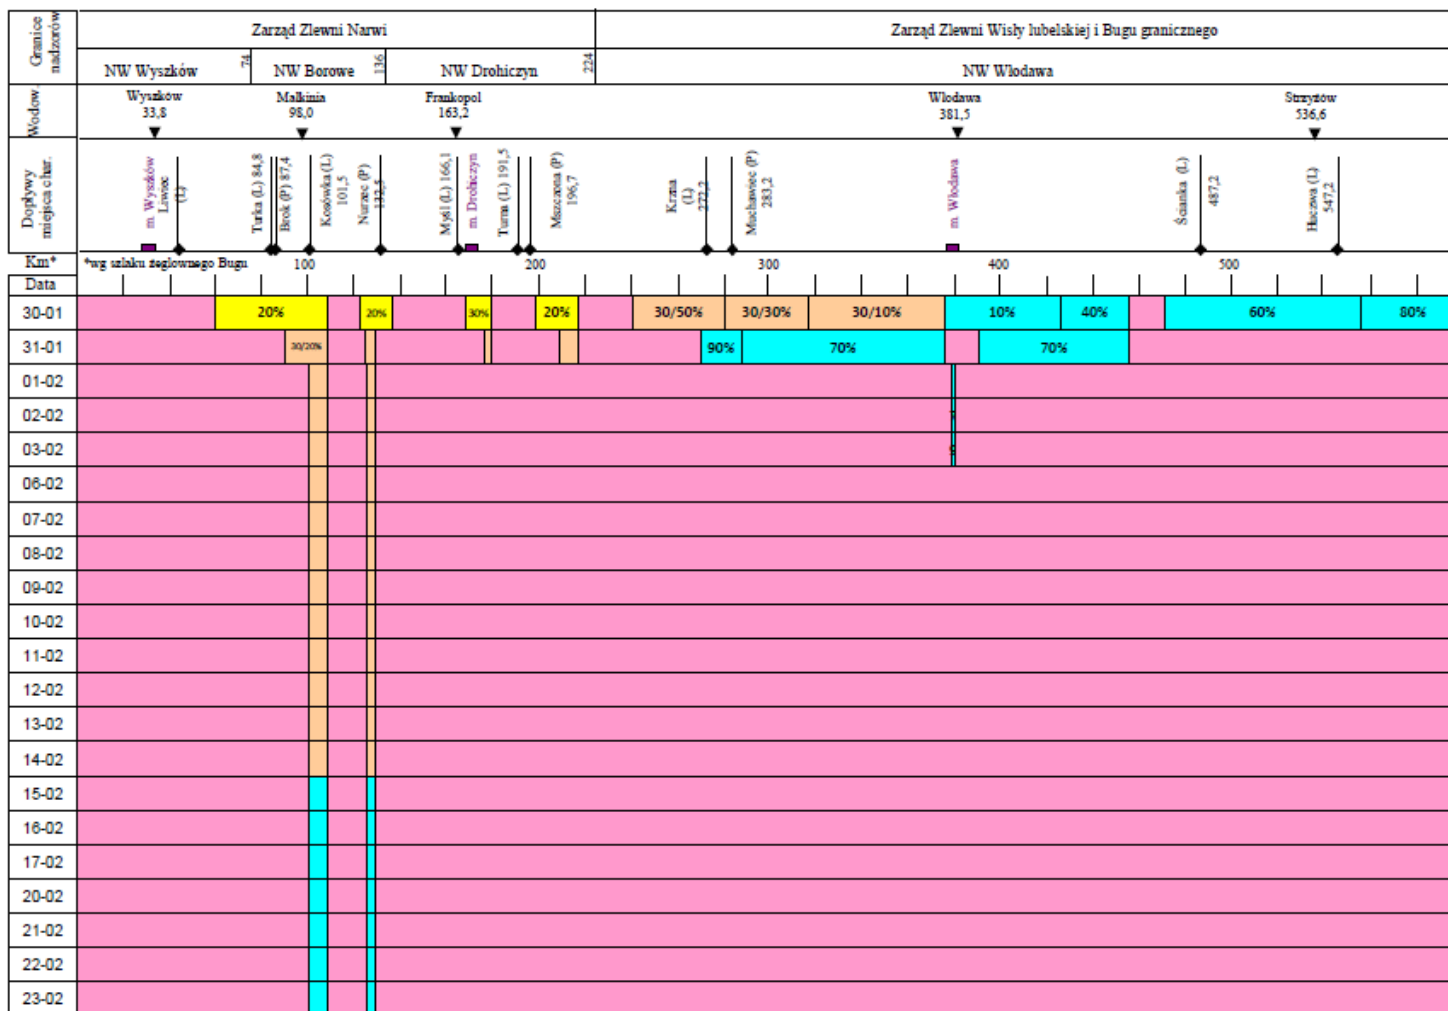 Granice nadzorów
Zarząd Zlewni Narwi
Zarząd Zlewni Wisły lubelskiej i Bugu granicznego
NW Wyszków
74
NW Borowe
136
NW Drohiczyn
224
NW Włodawa
Wodow.
Wyszków
33,8
Małkinia
98,0
Frankopol
163,2
Włodawa
381,5
Strzyżów
536,6
Dopływy miejsca char.
m. Wyszków
Liwiec
(L)
Turka (L) 84,8
Brok (P) 87,4
Kosówka (L)
101,5
Nurzec (P)
132,5
Myśl (L) 166,1
m. Drohiczyn
Turna (L) 191,5
Mszczona (P)
196,7
Krzna
(L)
272,2
Muchawiec (P)
283,2
m. Włodawa
Ścianka (L)
487,2
Huczwa (L)
547,2
Km*
*wg szlaku żeglownego Bugu
100
200
300
400
500
Data
30-01
20%
20%
30%
20%
30/50%
30/30%
30/10%
10%
40%
60%
80%
31-01
30/20%
90%
70%
70%
01-02
02-02
03-02
06-02
07-02
08-02
09-02
10-02
11-02
12-02
13-02
14-02
15-02
16-02
17-02
20-02
21-02
22-02
23-02